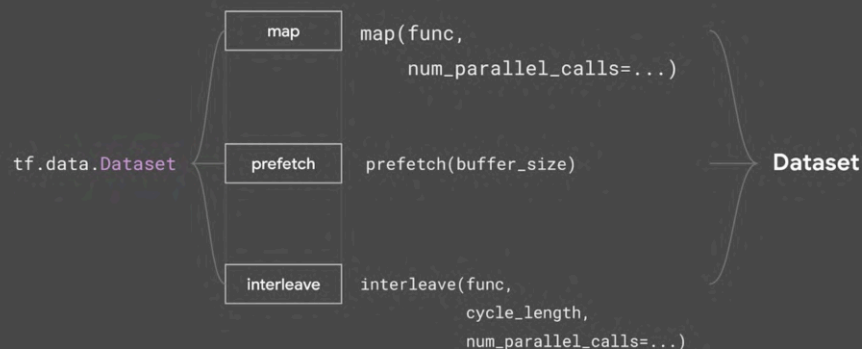 map
map(func,
num_parallel_calls=...)
tf.data.Dataset
prefetch
prefetch(buffer_size)
Dataset
interleave
interleave(func,
cycle_length,
num_parallel_calls=...)